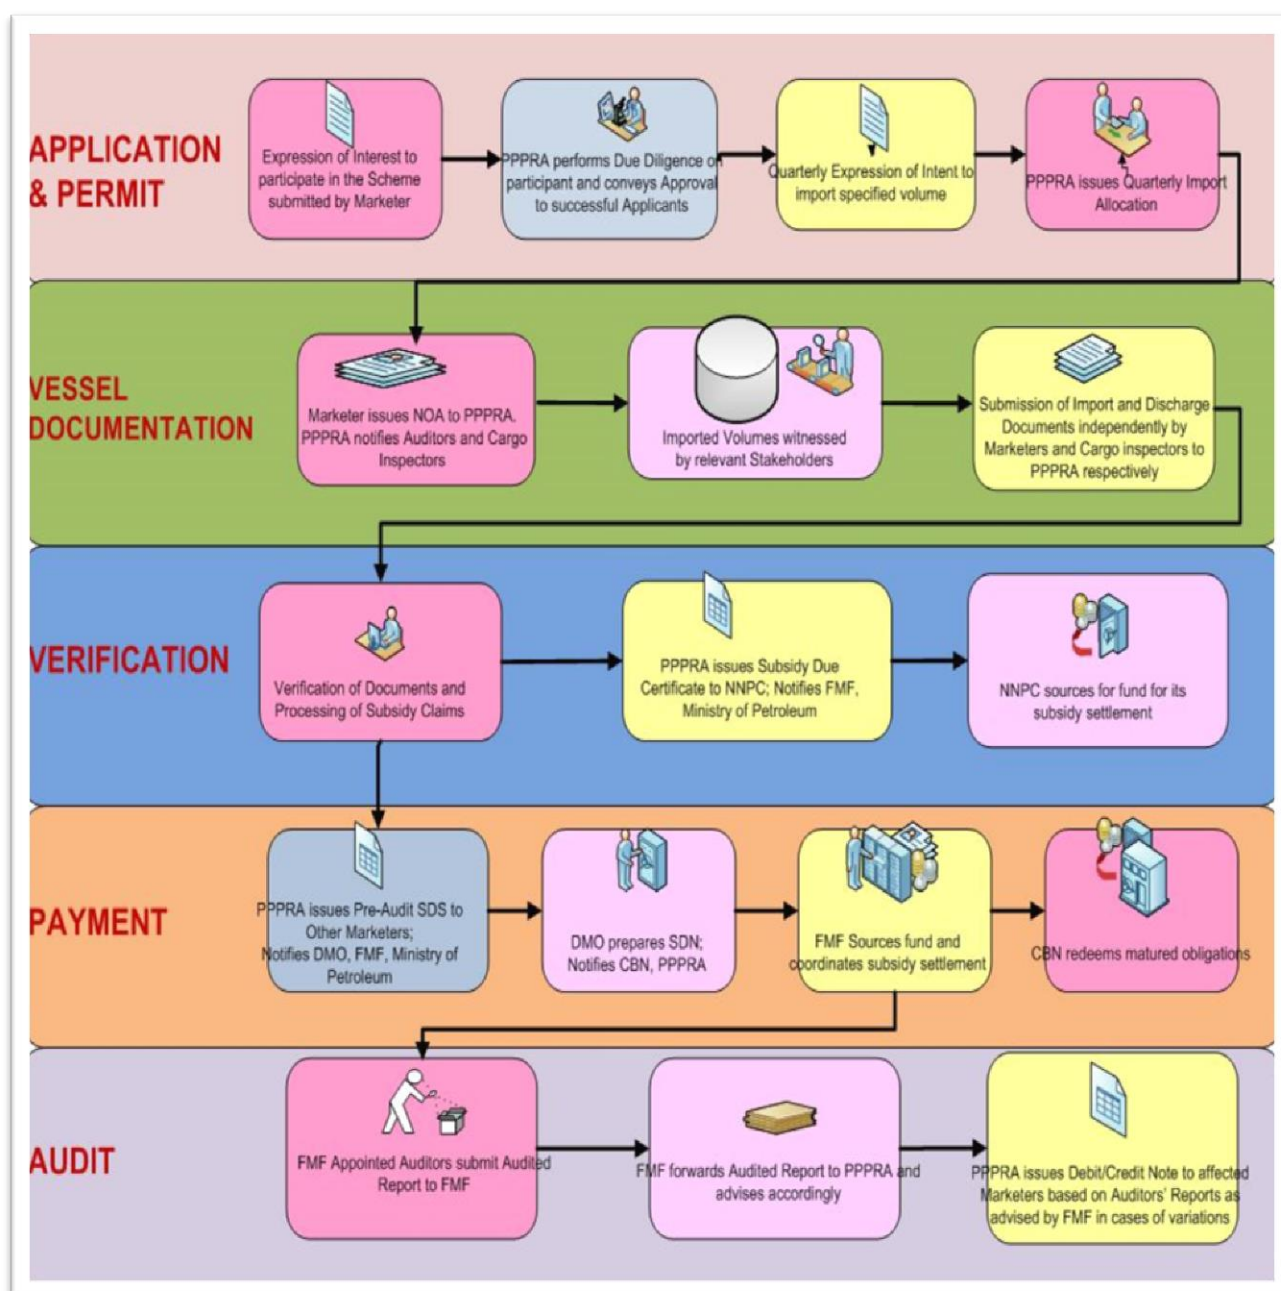 APPLICATION
& PERMIT
Expression of Interest to
participate in the Scheme
submitted by Marketer
PPPRA performs Due Diligence on
participant and conveys Approval
to successful Applicants
Quarterly Expression of Intent to
import specified volume
PPPRA issues Quarterly Import
Allocation
VESSEL
DOCUMENTATION
Marketer issues NOA to PPPRA.
PPPRA notifies Auditors and Cargo
Inspectors
Imported Volumes witnessed
by relevant Stakeholders
Submission of Import and Discharge
Documents independently by
Marketers and Cargo inspectors to
PPPRA respectively
VERIFICATION
Verification of Documents and
Processing of Subsidy Claims
PPPRA issues Subsidy Due
Certificate to NNPC; Notifies FMF,
Ministry of Petroleum
NNPC sources for fund for its
subsidy settlement
PAYMENT
PPPRA issues Pre-Audit SDS to
Other Marketers;
Notifies DMO, FMF, Ministry of
Petroleum
DMO prepares SDN;
Notifies CBN, PPPRA
FMF Sources fund and
coordinates subsidy settlement
CBN redeems matured obligations
AUDIT
FMF Appointed Auditors submit Audited
Report to FMF
FMF forwards Audited Report to PPPRA and
advises accordingly
PPPRA issues Debit/Credit Note to affected
Marketers based on Auditors' Reports as
advised by FMF in cases of variations